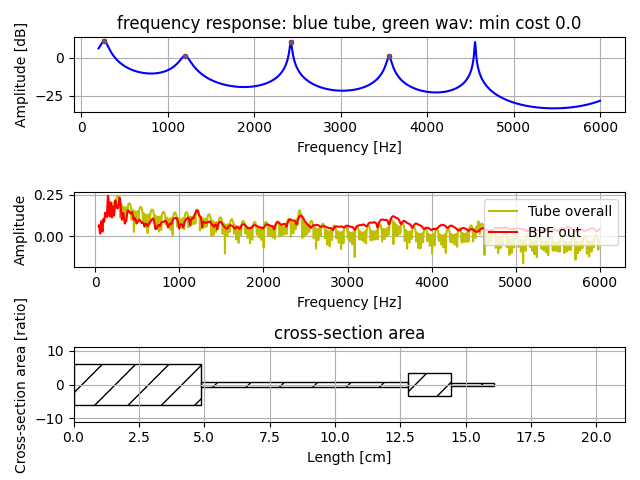 frequency response: blue tube, green wav: min cost 0.0
Amplitude [dB]
0
−25
0 1000 2000 3000 4000 5000 6000
Frequency [Hz]
Amplitude
0.25
0.00
Tube overall
BPF out
0 1000 2000 3000 4000 5000 6000
Frequency [Hz]
cross-section area
Cross-section area [ratio]
10
0
−10
0.0 2.5 5.0 7.5 10.0 12.5 15.0 17.5 20.0
Length [cm]